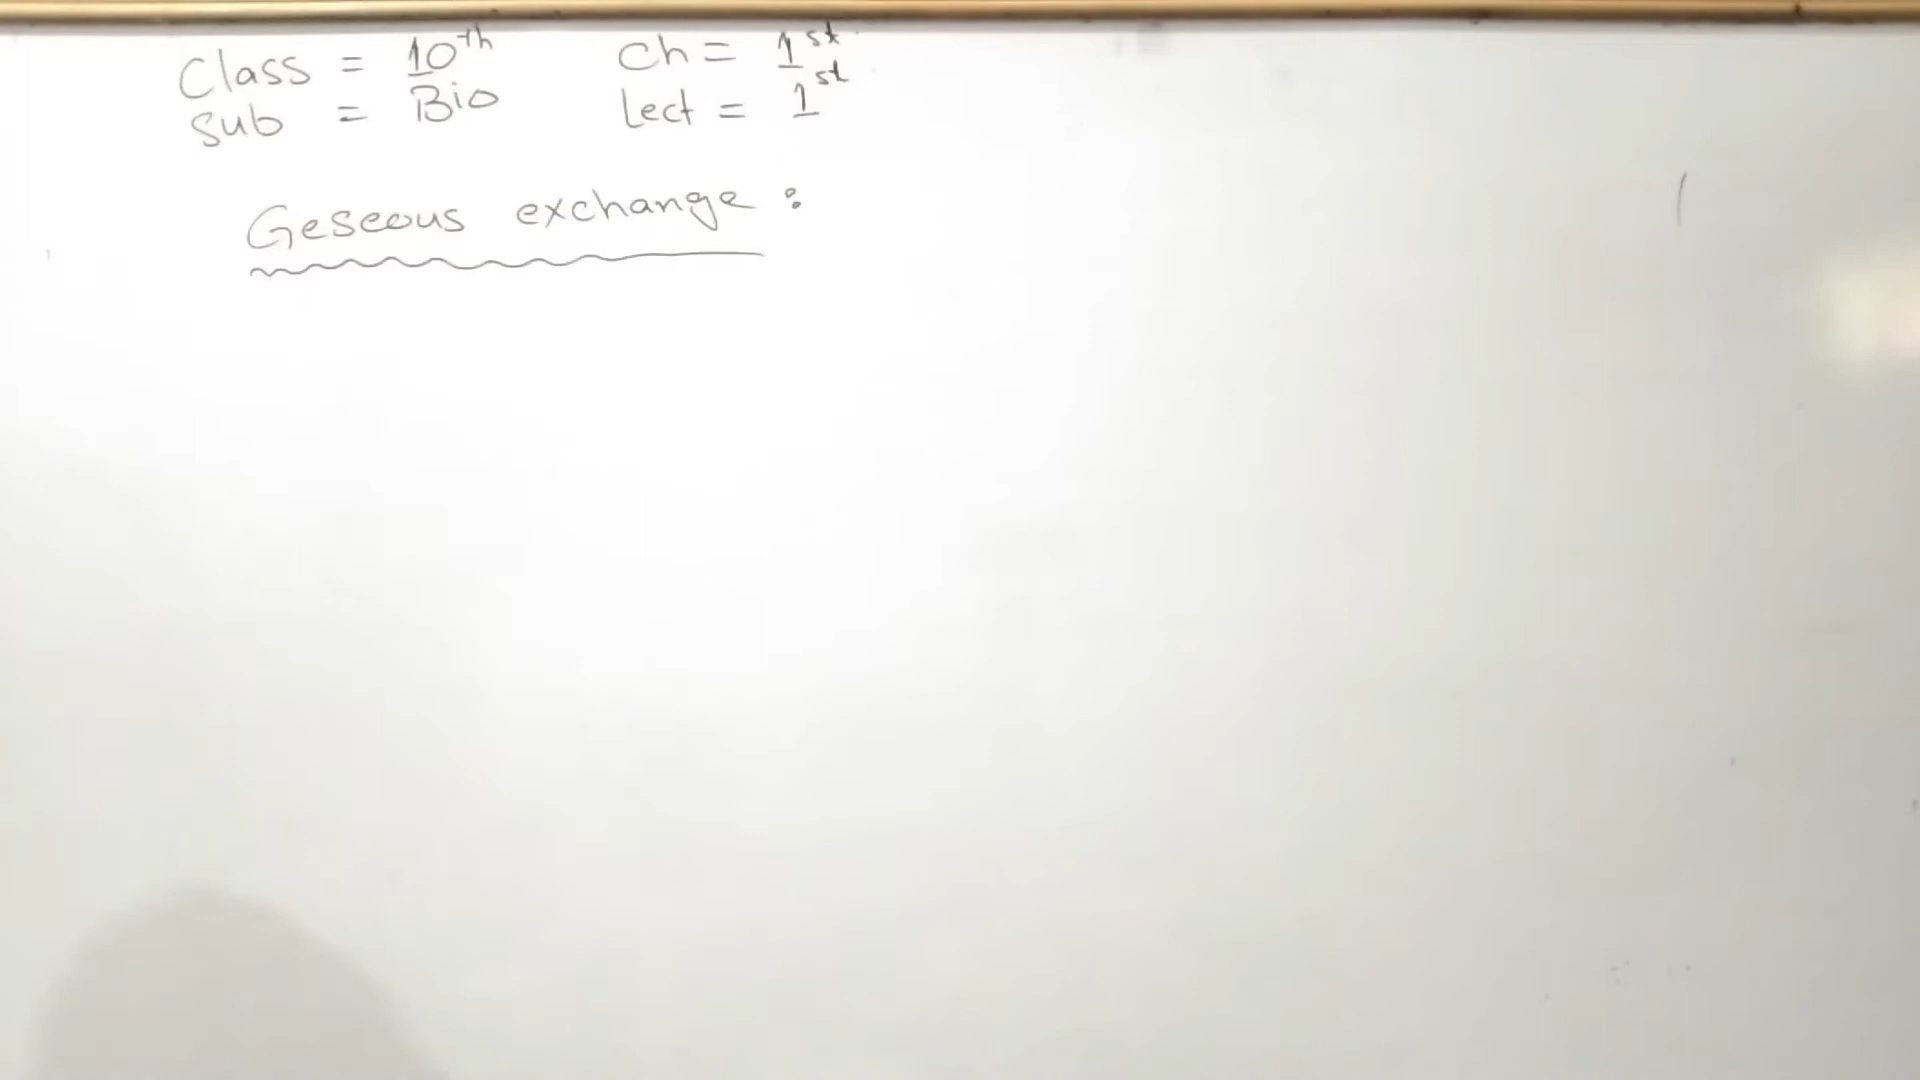 Class = 10th Ch = 1st
Sub = Bio Lect = 1st
Geseous exchange :